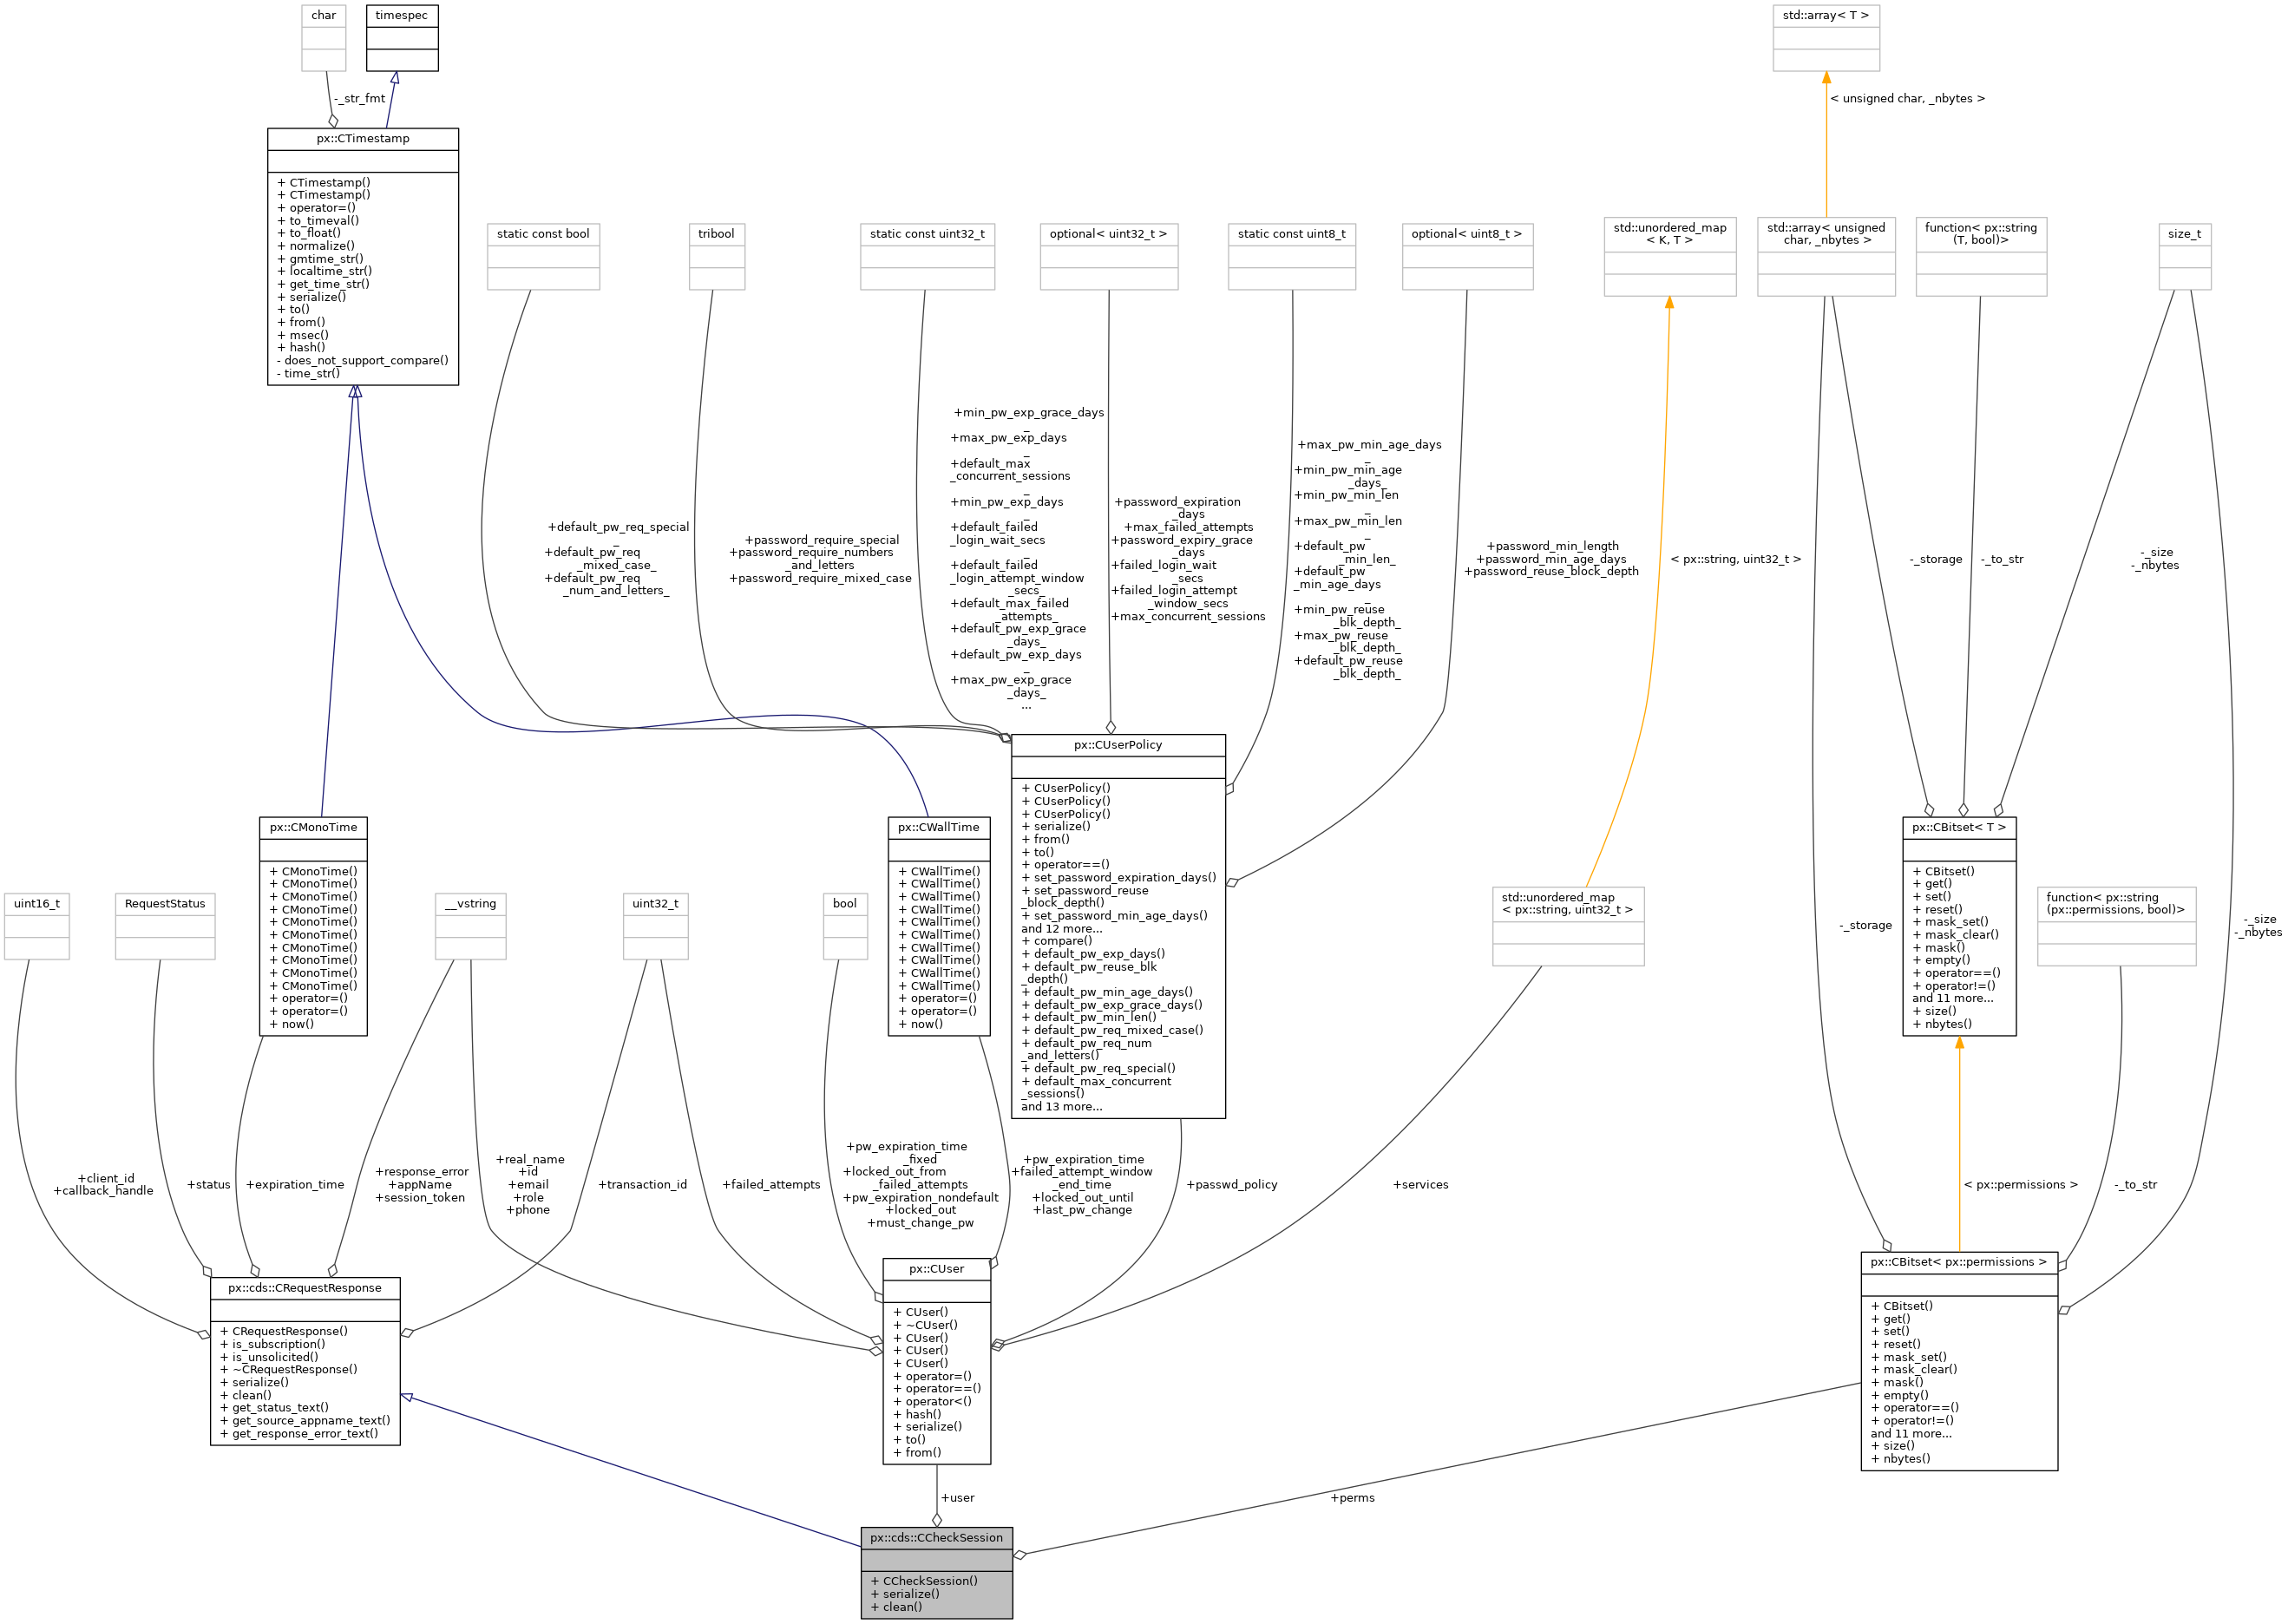 char
timespec
std::array< T >
-_str_fmt
< unsigned char, _nbytes >
px::CTimestamp
+ CTimestamp()
+ CTimestamp()
+ operator=()
+ to_timeval()
+ to_float()
+ normalize()
+ gmtime_str()
+ localtime_str()
+ get_time_str()
+ serialize()
+ to()
+ from()
+ msec()
+ hash()
- does_not_support_compare()
- time_str()
static const bool
tribool
static const uint32_t
optional< uint32_t >
static const uint8_t
optional< uint8_t >
std::unordered_map
< K, T >
std::array< unsigned
char, _nbytes >
function< px::string
(T, bool)>
size_t
+default_pw_req_special
_
+default_pw_req
_mixed_case_
+default_pw_req
_num_and_letters_
+password_require_special
+password_require_numbers
_and_letters
+password_require_mixed_case
+min_pw_exp_grace_days
_
+max_pw_exp_days
_
+default_max
_concurrent_sessions
_
+min_pw_exp_days
_
+default_failed
_login_wait_secs
_
+default_failed
_login_attempt_window
_secs_
+default_max_failed
_attempts_
+default_pw_exp_grace
_days_
+default_pw_exp_days
_
+max_pw_exp_grace
_days_
...
+password_expiration
_days
+max_failed_attempts
+password_expiry_grace
_days
+failed_login_wait
_secs
+failed_login_attempt
_window_secs
+max_concurrent_sessions
+max_pw_min_age_days
_
+min_pw_min_age
_days_
+min_pw_min_len
_
+max_pw_min_len
_
+default_pw
_min_len_
+default_pw
_min_age_days
_
+min_pw_reuse
_blk_depth_
+max_pw_reuse
_blk_depth_
+default_pw_reuse
_blk_depth_
+password_min_length
+password_min_age_days
+password_reuse_block_depth
< px::string, uint32_t >
-_storage
-_to_str
-_size
-_nbytes
px::CUserPolicy
+ CUserPolicy()
+ CUserPolicy()
+ CUserPolicy()
+ serialize()
+ from()
+ to()
+ operator==()
+ set_password_expiration_days()
+ set_password_reuse
_block_depth()
+ set_password_min_age_days()
and 12 more...
+ compare()
+ default_pw_exp_days()
+ default_pw_reuse_blk
_depth()
+ default_pw_min_age_days()
+ default_pw_exp_grace_days()
+ default_pw_min_len()
+ default_pw_req_mixed_case()
+ default_pw_req_num
_and_letters()
+ default_pw_req_special()
+ default_max_concurrent
_sessions()
and 13 more...
px::CMonoTime
+ CMonoTime()
+ CMonoTime()
+ CMonoTime()
+ CMonoTime()
+ CMonoTime()
+ CMonoTime()
+ CMonoTime()
+ CMonoTime()
+ CMonoTime()
+ CMonoTime()
+ operator=()
+ operator=()
+ now()
px::CWallTime
+ CWallTime()
+ CWallTime()
+ CWallTime()
+ CWallTime()
+ CWallTime()
+ CWallTime()
+ CWallTime()
+ CWallTime()
+ CWallTime()
+ CWallTime()
+ operator=()
+ operator=()
+ now()
px::CBitset< T >
+ CBitset()
+ get()
+ set()
+ reset()
+ mask_set()
+ mask_clear()
+ mask()
+ empty()
+ operator==()
+ operator!=()
and 11 more...
+ size()
+ nbytes()
uint16_t
RequestStatus
__vstring
uint32_t
bool
std::unordered_map
< px::string, uint32_t >
function< px::string
(px::permissions, bool)>
-_storage
-_size
-_nbytes
+client_id
+callback_handle
+status
+expiration_time
+response_error
+appName
+session_token
+real_name
+id
+email
+role
+phone
+transaction_id
+failed_attempts
+pw_expiration_time
_fixed
+locked_out_from
_failed_attempts
+pw_expiration_nondefault
+locked_out
+must_change_pw
+pw_expiration_time
+failed_attempt_window
_end_time
+locked_out_until
+last_pw_change
+passwd_policy
+services
< px::permissions >
-_to_str
px::cds::CRequestResponse
+ CRequestResponse()
+ is_subscription()
+ is_unsolicited()
+ ~CRequestResponse()
+ serialize()
+ clean()
+ get_status_text()
+ get_source_appname_text()
+ get_response_error_text()
px::CUser
+ CUser()
+ ~CUser()
+ CUser()
+ CUser()
+ CUser()
+ operator=()
+ operator==()
+ operator<()
+ hash()
+ serialize()
+ to()
+ from()
px::CBitset< px::permissions >
+ CBitset()
+ get()
+ set()
+ reset()
+ mask_set()
+ mask_clear()
+ mask()
+ empty()
+ operator==()
+ operator!=()
and 11 more...
+ size()
+ nbytes()
+user
+perms
px::cds::CCheckSession
+ CCheckSession()
+ serialize()
+ clean()